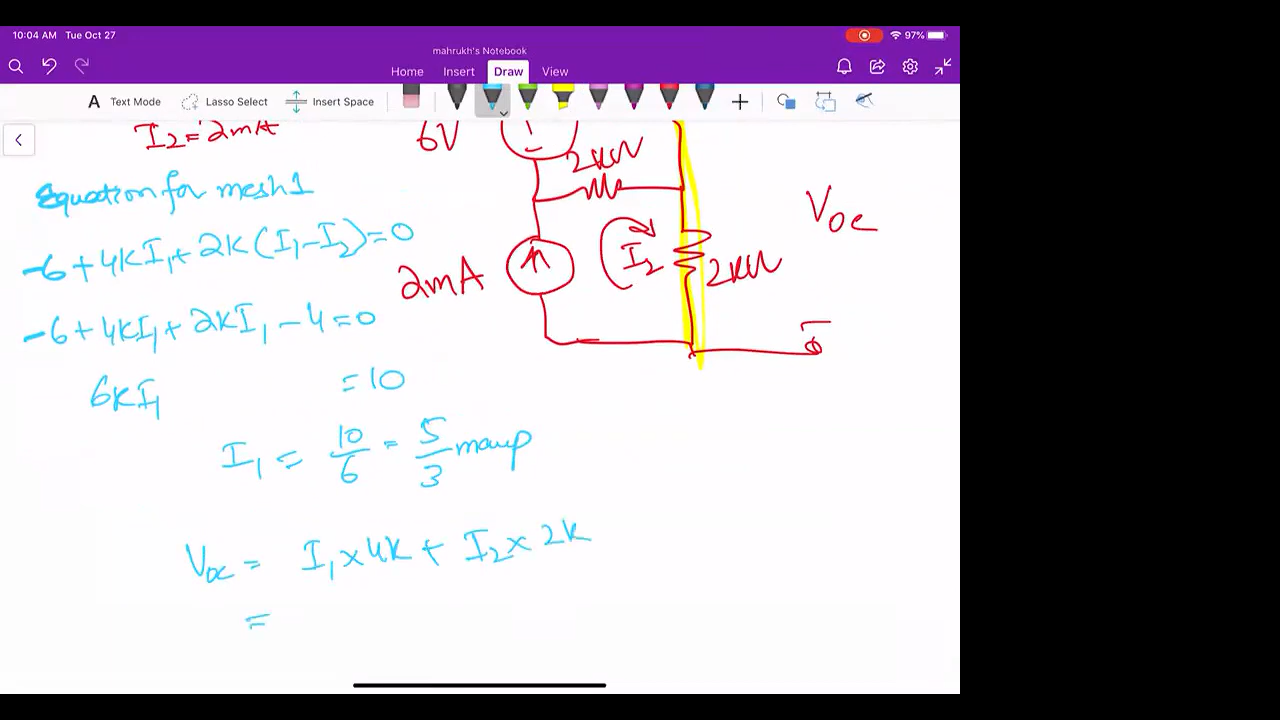 10:04 AM Tue Oct 27
97%
mahrukh's Notebook
Home Insert Draw View
A Text Mode Lasso Select Insert Space
I2 = 2mA
6V
2kΩ
Equation for mesh 1
-6 + 4kI1 + 2k(I1 - I2) = 0
2mA
I2
2kΩ
Voc
-6 + 4kI1 + 2kI1 - 4 = 0
6kI1 = 10
I1 = 10/6 = 5/3 mamp
Voc = I1 × 4k + I2 × 2k
=